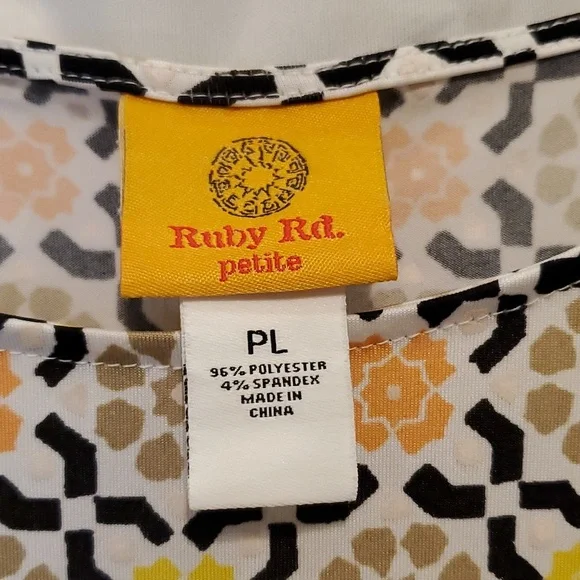 Ruby Rd.
petite
PL
96% POLYESTER
4% SPANDEX
MADE IN
CHINA